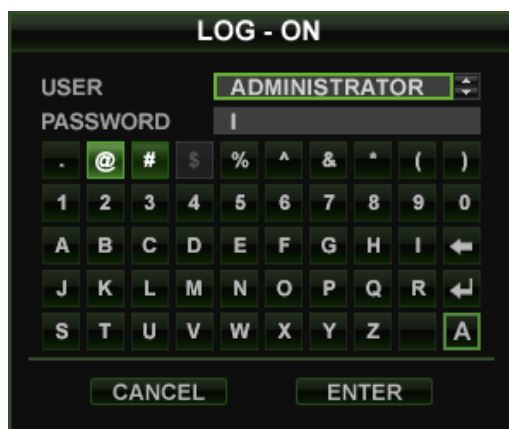 LOG - ON
USER ADMINISTRATOR
PASSWORD
. @ # $ % ^ & * ( )
1 2 3 4 5 6 7 8 9 0
A B C D E F G H I ←
J K L M N O P Q R ↵
S T U V W X Y Z A
CANCEL ENTER